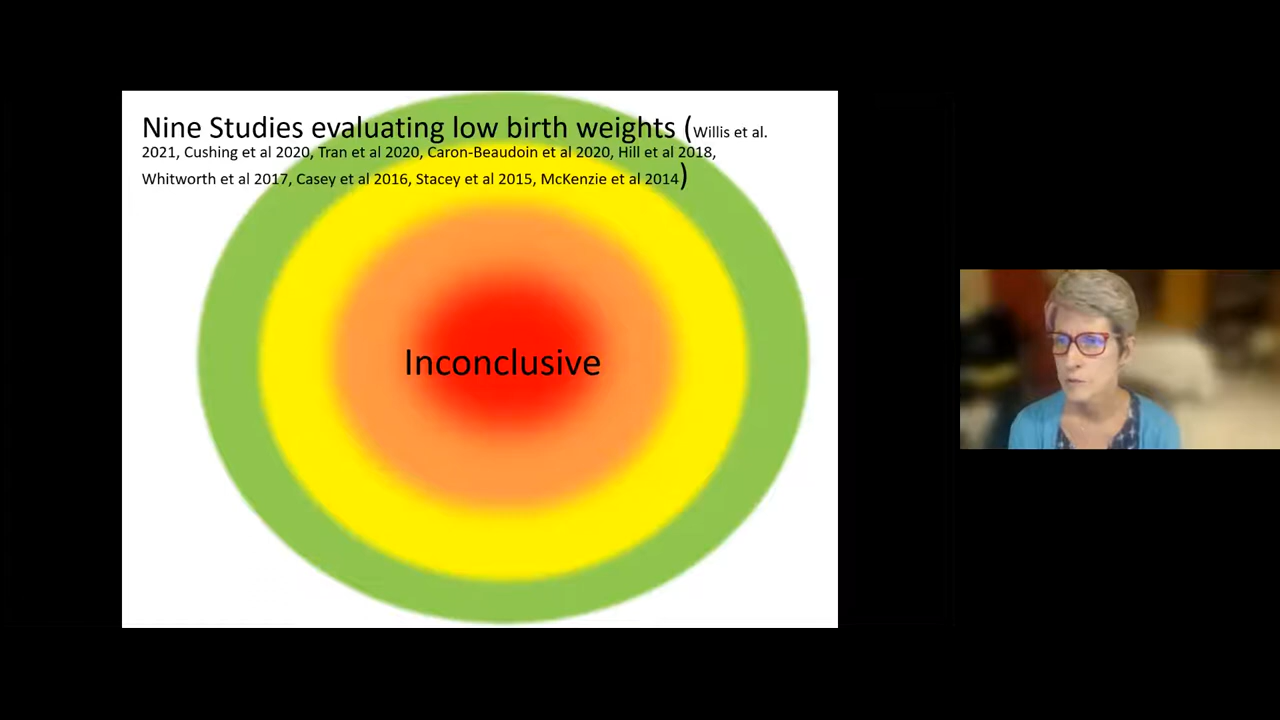 Nine Studies evaluating low birth weights (Willis et al.
2021, Cushing et al 2020, Tran et al 2020, Caron-Beaudoin et al 2020, Hill et al 2018,
Whitworth et al 2017, Casey et al 2016, Stacey et al 2015, McKenzie et al 2014)
Inconclusive